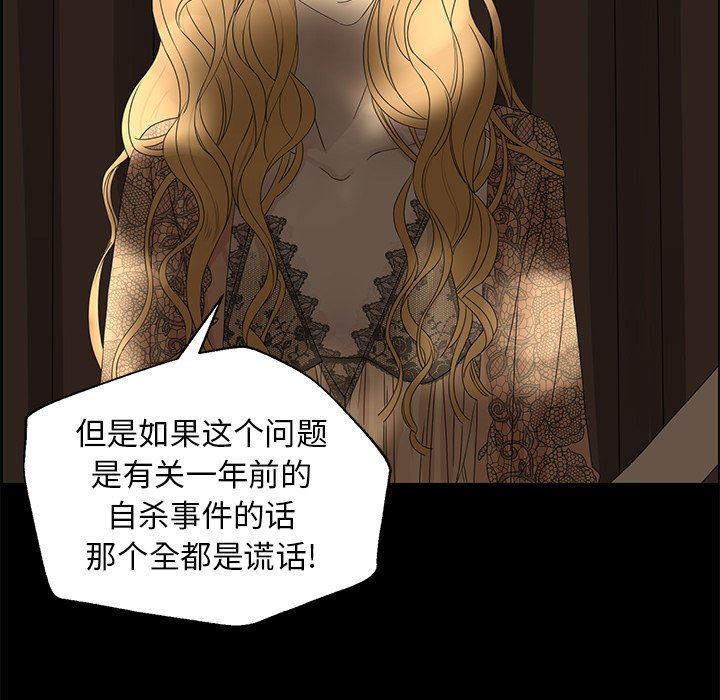 但是如果这个问题
是有关一年前的
自杀事件的话
那个全都是谎话!